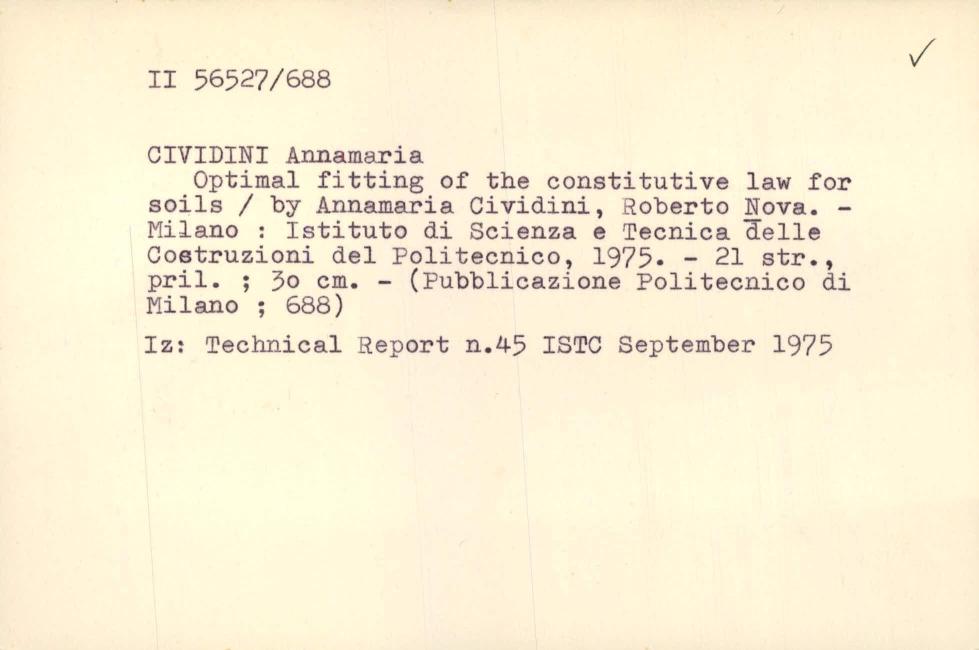 II 56527/688
CIVIDINI Annamaria
Optimal fitting of the constitutive law for
soils / by Annamaria Cividini, Roberto Nova. -
Milano : Istituto di Scienza e Tecnica delle
Costruzioni del Politecnico, 1975. - 21 str.,
pril. ; 30 cm. - (Pubblicazione Politecnico di
Milano ; 688)
Iz: Technical Report n.45 ISTC September 1975